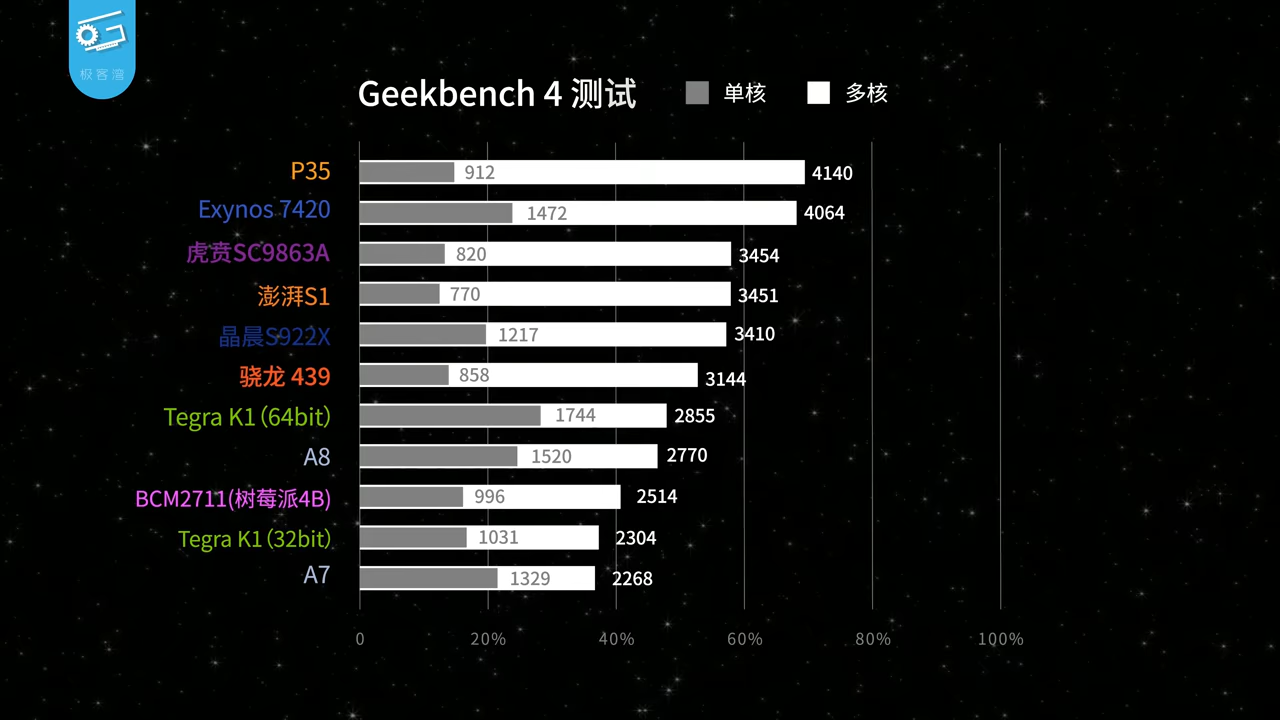 极客湾
Geekbench 4 测试
单核
多核
P35 912 4140
Exynos 7420 1472 4064
虎贲SC9863A 820 3454
澎湃S1 770 3451
晶晨S922X 1217 3410
骁龙 439 858 3144
Tegra K1（64bit） 1744 2855
A8 1520 2770
BCM2711(树莓派4B) 996 2514
Tegra K1（32bit） 1031 2304
A7 1329 2268
0 20% 40% 60% 80% 100%